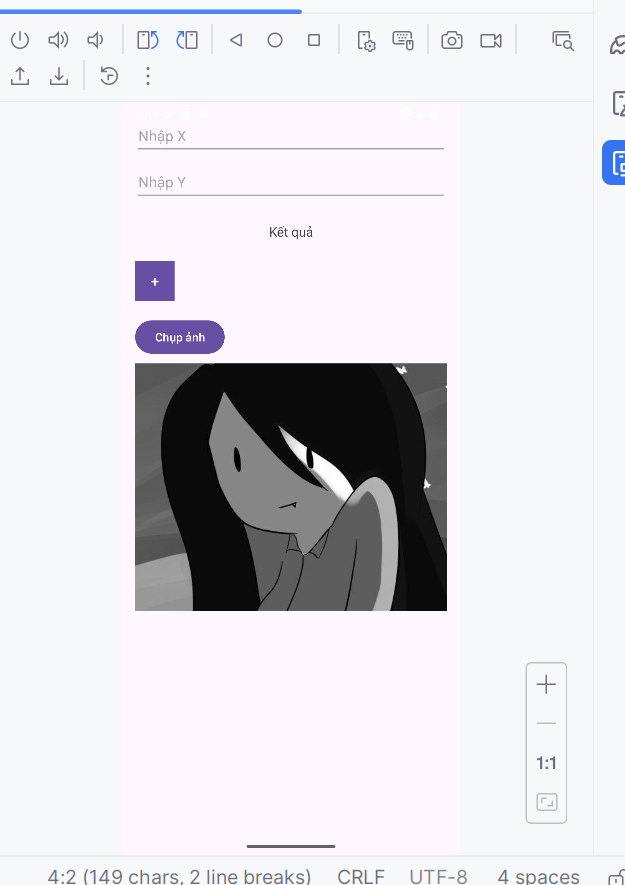 Nhập X
Nhập Y
Kết quả
+
Chụp ảnh
1:1
4:2 (149 chars, 2 line breaks) CRLF UTF-8 4 spaces